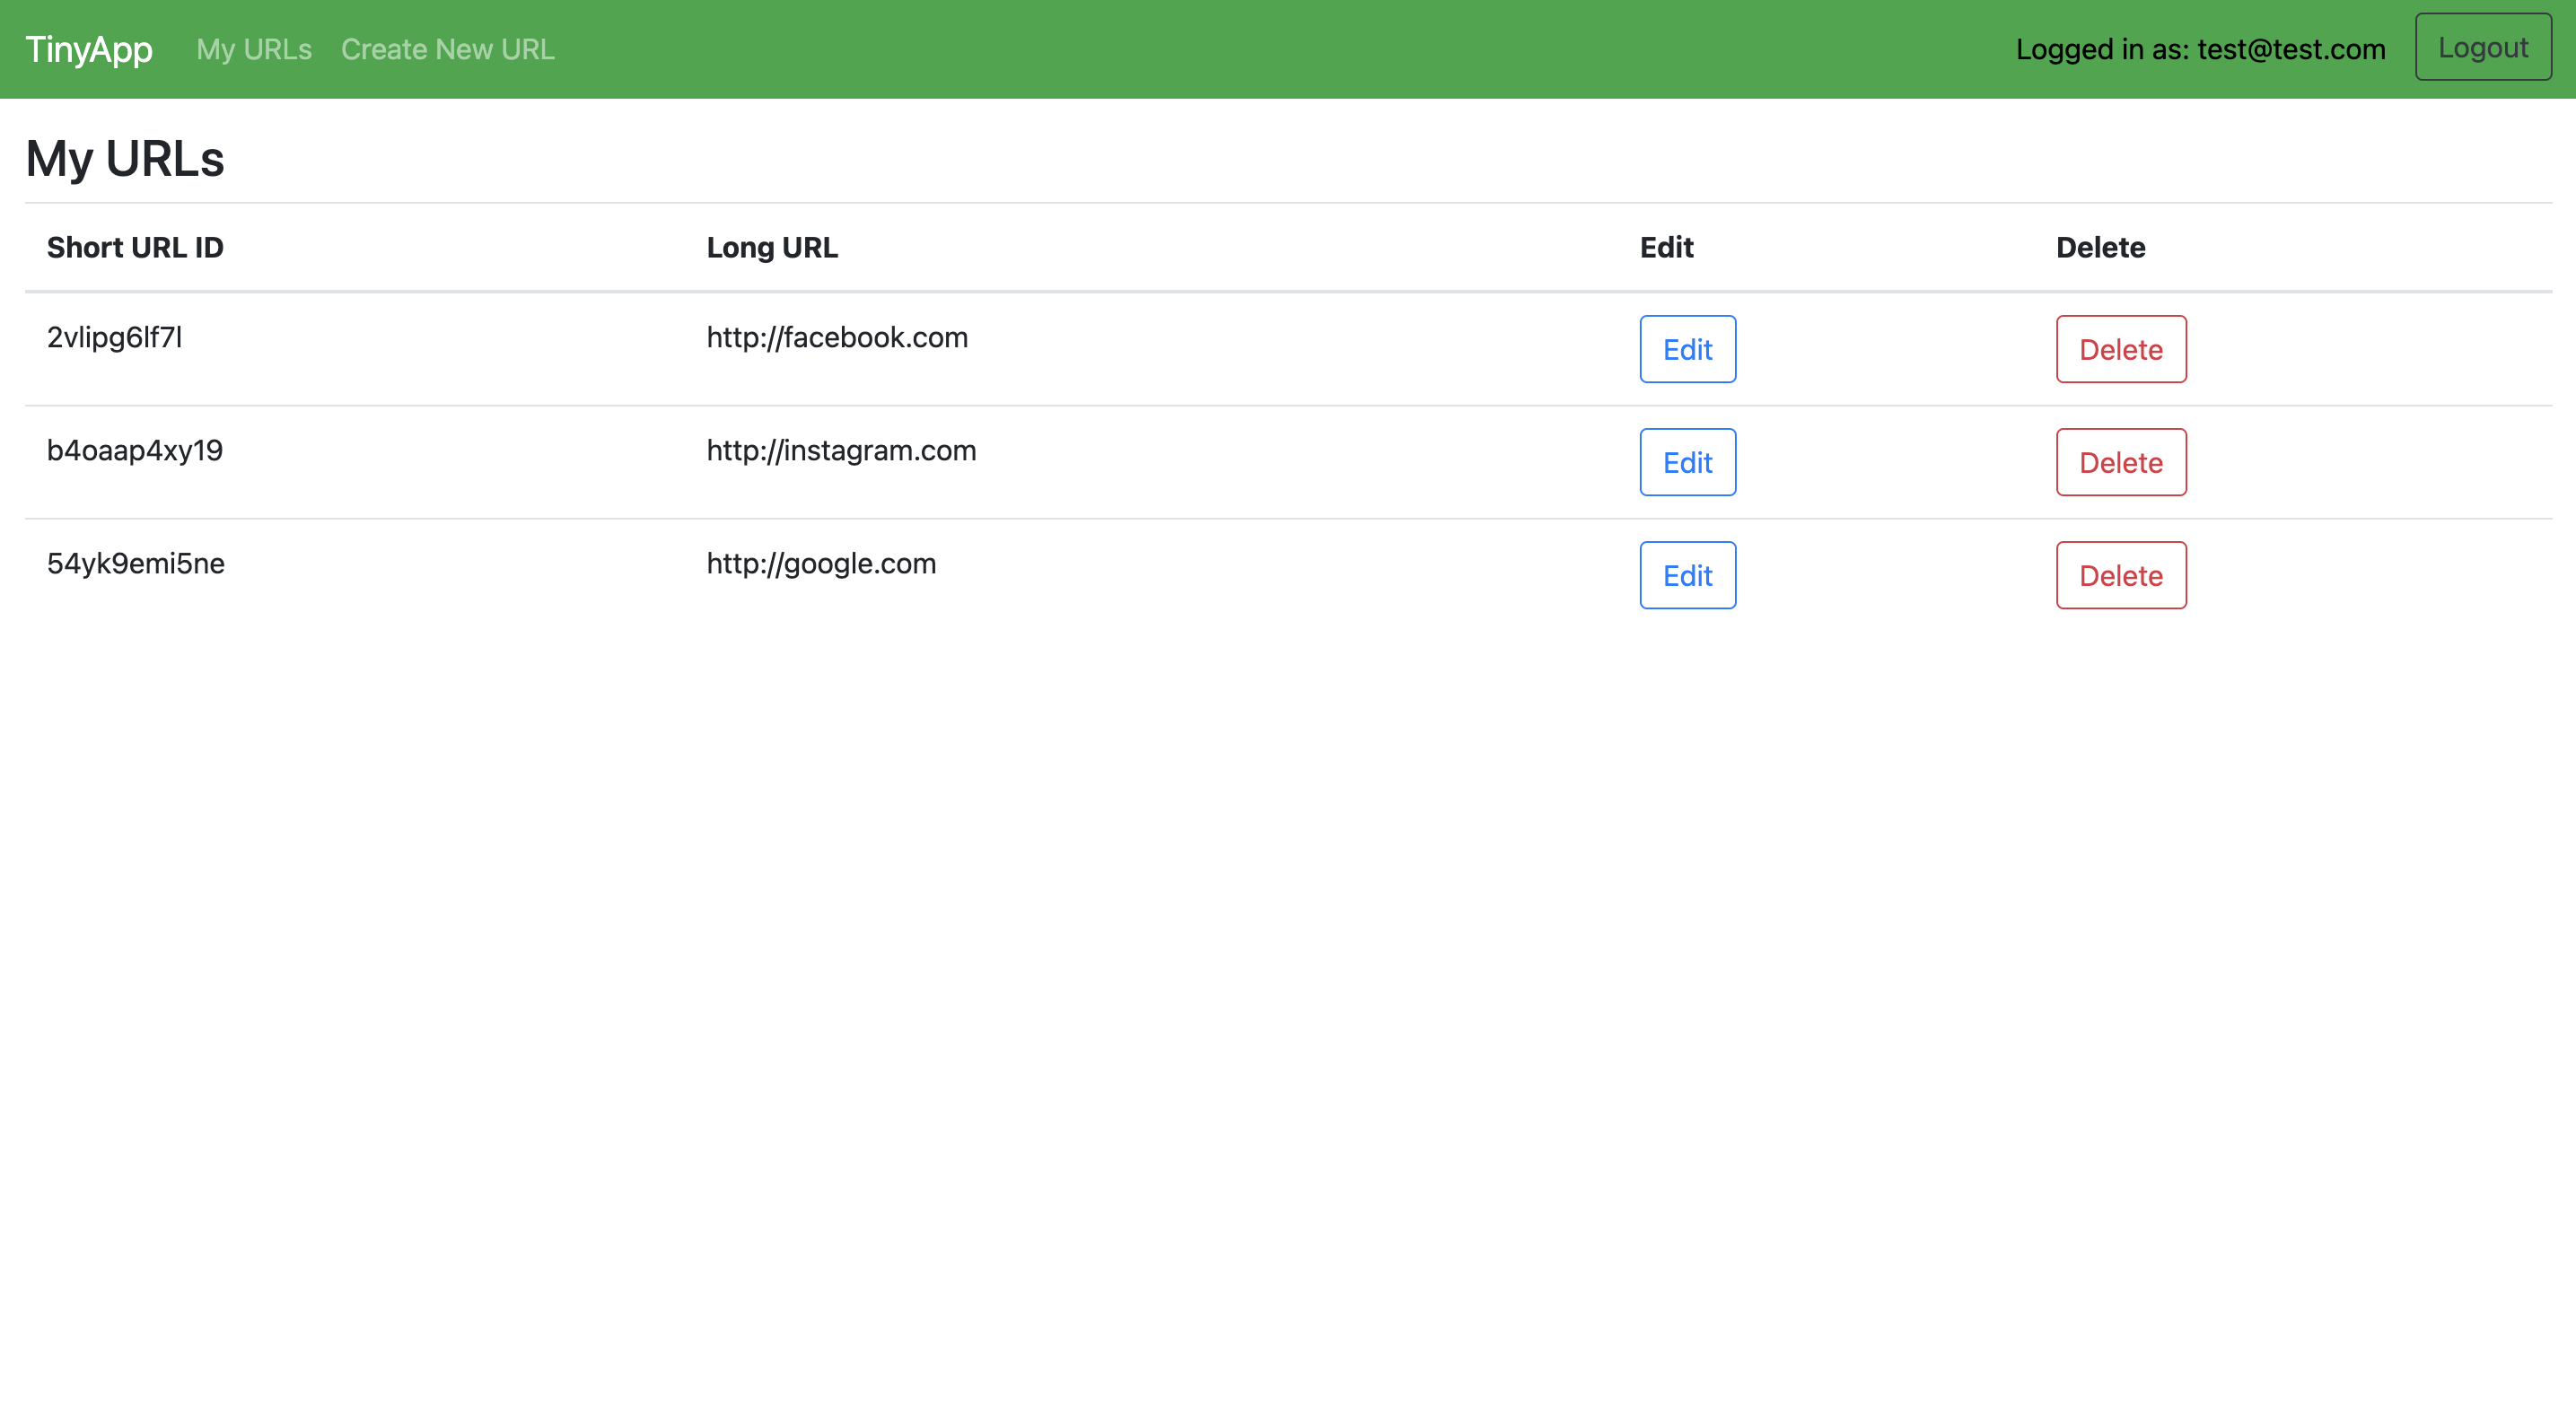 TinyApp My URLs Create New URL Logged in as: test@test.com Logout
My URLs
Short URL ID Long URL Edit Delete
2vlipg6lf7l http://facebook.com Edit Delete
b4oaap4xy19 http://instagram.com Edit Delete
54yk9emi5ne http://google.com Edit Delete